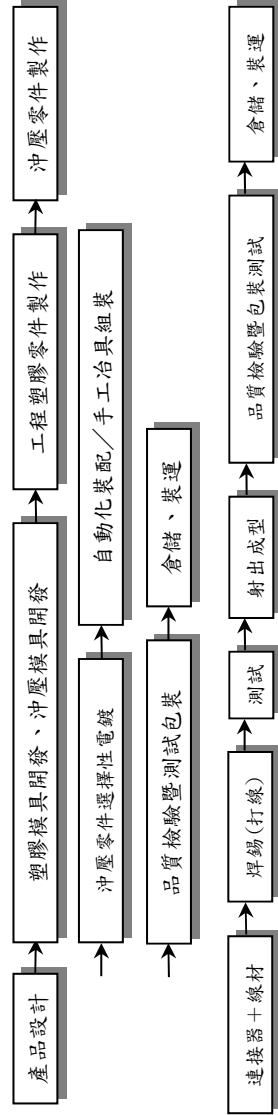 產品設計
塑膠模具開發、沖壓模具開發
工程塑膠零件製作
沖壓零件製作
沖壓零件選擇性電鍍
自動化裝配／手工冶具組裝
品質檢驗暨測試包裝
倉儲、裝運
連接器＋線材
焊錫(打線)
測試
射出成型
品質檢驗暨包裝測試
倉儲、裝運